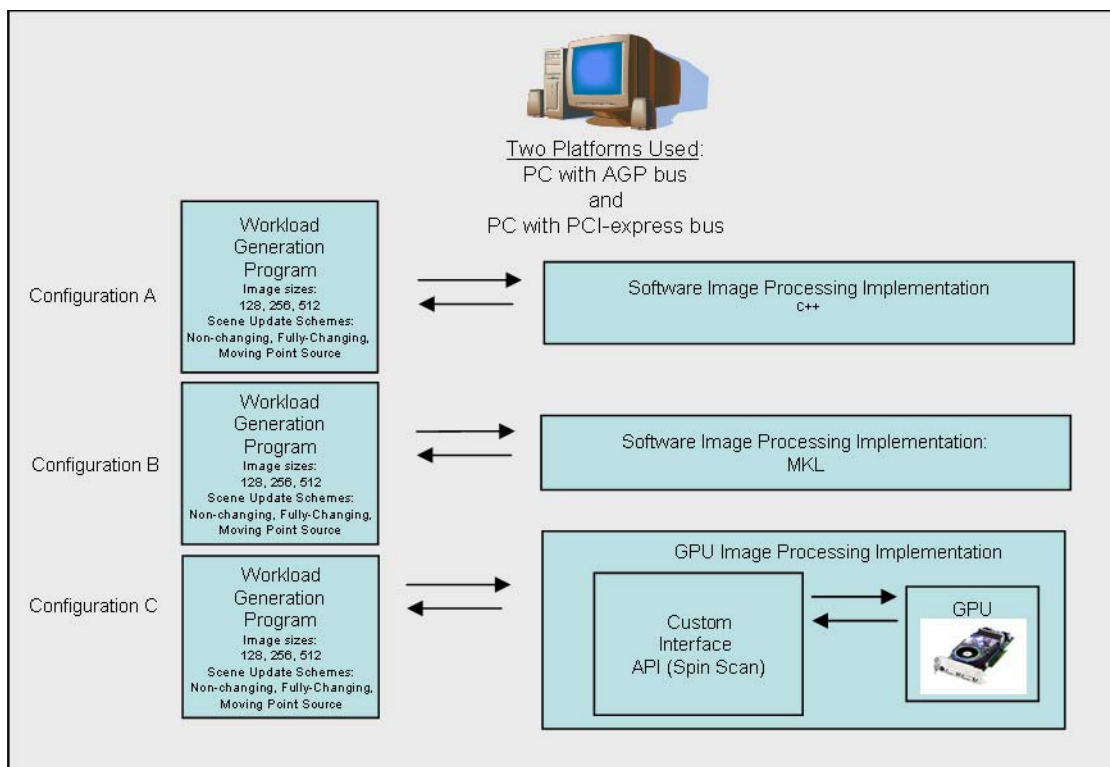 Two Platforms Used:
PC with AGP bus
and
PC with PCI-express bus
Configuration A
Workload
Generation
Program
Image sizes:
128, 256, 512
Scene Update Schemes:
Non-changing, Fully-Changing,
Moving Point Source
Software Image Processing Implementation
C++
Configuration B
Workload
Generation
Program
Image sizes:
128, 256, 512
Scene Update Schemes:
Non-changing, Fully-Changing,
Moving Point Source
Software Image Processing Implementation:
MKL
Configuration C
Workload
Generation
Program
Image sizes:
128, 256, 512
Scene Update Schemes:
Non-changing, Fully-Changing,
Moving Point Source
GPU Image Processing Implementation
Custom
Interface
API (Spin Scan)
GPU